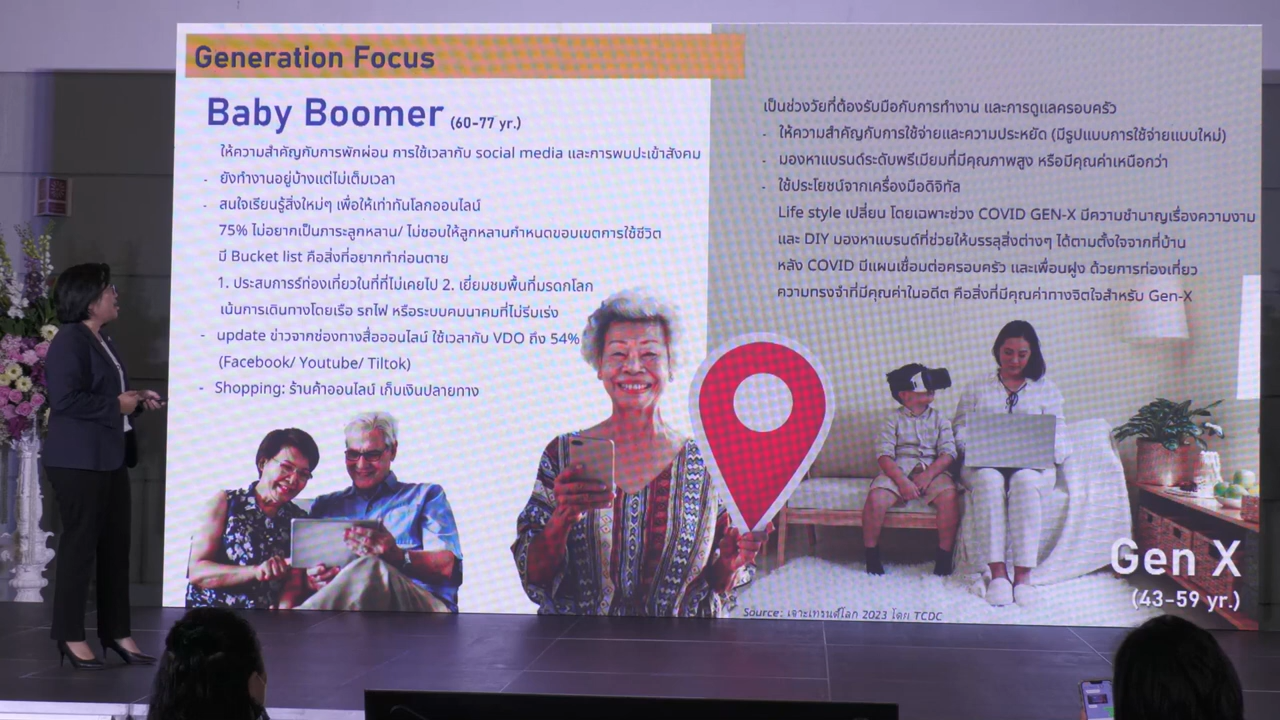 Generation Focus
Baby Boomer (60-77 yr.)
ให้ความสำคัญกับการพักผ่อน การใช้เวลากับ social media และการพบปะเข้าสังคม
- ยังทำงานอยู่บ้างแต่ไม่เต็มเวลา
- สนใจเรียนรู้สิ่งใหม่ๆ เพื่อให้เท่าทันโลกออนไลน์
75% ไม่อยากเป็นภาระลูกหลาน/ ไม่ชอบให้ลูกหลานกำหนดขอบเขตการใช้ชีวิต
มี Bucket list คือสิ่งที่อยากทำก่อนตาย
1. ประสบการร์ท่องเที่ยวในที่ที่ไม่เคยไป 2. เยี่ยมชมพื้นที่มรดกโลก
เน้นการเดินทางโดยเรือ รถไฟ หรือระบบคมนาคมที่ไม่รีบเร่ง
- update ข่าวจากช่องทางสื่อออนไลน์ ใช้เวลากับ VDO ถึง 54%
(Facebook/ Youtube/ Tiltok)
- Shopping: ร้านค้าออนไลน์ เก็บเงินปลายทาง
เป็นช่วงวัยที่ต้องรับมือกับการทำงาน และการดูแลครอบครัว
- ให้ความสำคัญกับการใช้จ่ายและความประหยัด (มีรูปแบบการใช้จ่ายแบบใหม่)
- มองหาแบรนด์ระดับพรีเมียมที่มีคุณภาพสูง หรือมีคุณค่าเหนือกว่า
- ใช้ประโยชน์จากเครื่องมือดิจิทัล
Life style เปลี่ยน โดยเฉพาะช่วง COVID GEN-X มีความชำนาญเรื่องความงาม
และ DIY มองหาแบรนด์ที่ช่วยให้บรรลุสิ่งต่างๆ ได้ตามตั้งใจจากที่บ้าน
หลัง COVID มีแผนเชื่อมต่อครอบครัว และเพื่อนฝูง ด้วยการท่องเที่ยว
ความทรงจำที่มีคุณค่าในอดีต คือสิ่งที่มีคุณค่าทางจิตใจสำหรับ Gen-X
Gen X
(43-59 yr.)
Source: เจาะเทรนด์โลก 2023 โดย TCDC